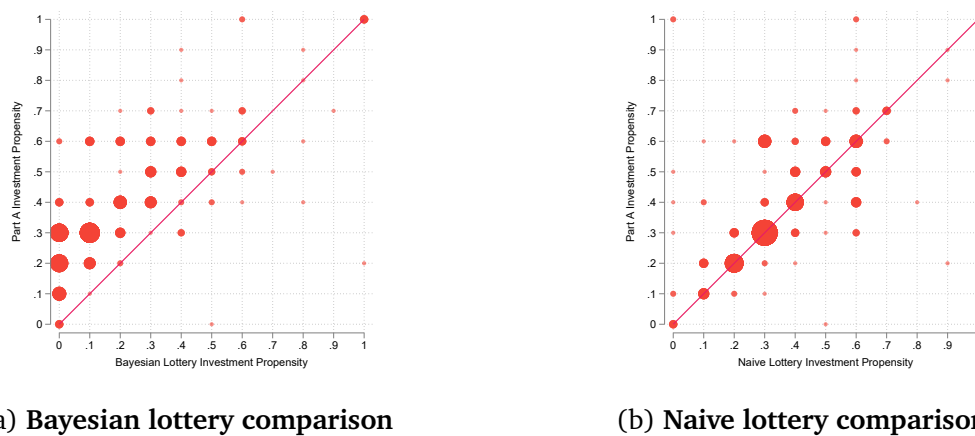 1
.9
.8
.7
.6
.5
.4
.3
.2
.1
0
Part A Investment Propensity
0 .1 .2 .3 .4 .5 .6 .7 .8 .9 1
Bayesian Lottery Investment Propensity
a) Bayesian lottery comparison
1
.9
.8
.7
.6
.5
.4
.3
.2
.1
0
Part A Investment Propensity
0 .1 .2 .3 .4 .5 .6 .7 .8 .9
Naive Lottery Investment Propensity
(b) Naive lottery comparison